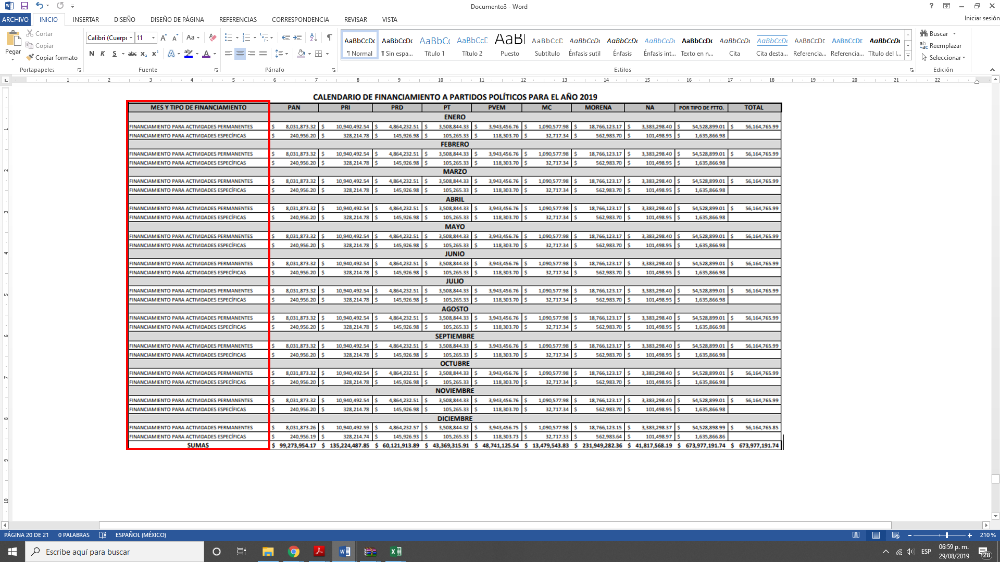 Documento3 - Word
ARCHIVO INICIO INSERTAR DISEÑO DISEÑO DE PÁGINA REFERENCIAS CORRESPONDENCIA REVISAR VISTA
Iniciar sesión
Pegar
Cortar
Copiar
Copiar formato
Portapapeles
Calibri (Cuerpo 11
N K S abc x₂ x²
Fuente
Párrafo
AaBbCcDc AaBbCcDc AaBbCc AaBbCcD AaB AaBbCcD AaBbCcDc AaBbCcDc AaBbCcDc AaBbCcDc AaBbCcDc AaBbCcDc AABBCCDE AABBCCDE AaBbCcDc
¶ Normal ¶ Sin espa... Título 1 Título 2 Puesto Subtítulo Énfasis sutil Énfasis Énfasis int... Texto en n... Cita Cita desta... Referencia... Referencia... Título del l...
Estilos
Buscar
Reemplazar
Seleccionar
Edición
1 2 3 4 5 6 7 8 9 10 11 12 13 14 15 16 17 18 19 20 21 22
CALENDARIO DE FINANCIAMIENTO A PARTIDOS POLÍTICOS PARA EL AÑO 2019
MES Y TIPO DE FINANCIAMIENTO PAN PRI PRD PT PVEM MC MORENA NA POR TIPO DE FTTO. TOTAL
ENERO
FINANCIAMIENTO PARA ACTIVIDADES PERMANENTES $ 8,031,873.32 $ 10,940,492.54 $ 4,864,232.51 $ 3,508,844.33 $ 3,943,456.76 $ 1,090,577.98 $ 18,766,123.17 $ 3,383,298.40 $ 54,528,899.01 $ 56,164,765.99
FINANCIAMIENTO PARA ACTIVIDADES ESPECÍFICAS $ 240,956.20 $ 328,214.78 $ 145,926.98 $ 105,265.33 $ 118,303.70 $ 32,717.34 $ 562,983.70 $ 101,498.95 $ 1,635,866.98
FEBRERO
FINANCIAMIENTO PARA ACTIVIDADES PERMANENTES $ 8,031,873.32 $ 10,940,492.54 $ 4,864,232.51 $ 3,508,844.33 $ 3,943,456.76 $ 1,090,577.98 $ 18,766,123.17 $ 3,383,298.40 $ 54,528,899.01 $ 56,164,765.99
FINANCIAMIENTO PARA ACTIVIDADES ESPECÍFICAS $ 240,956.20 $ 328,214.78 $ 145,926.98 $ 105,265.33 $ 118,303.70 $ 32,717.34 $ 562,983.70 $ 101,498.95 $ 1,635,866.98
MARZO
FINANCIAMIENTO PARA ACTIVIDADES PERMANENTES $ 8,031,873.32 $ 10,940,492.54 $ 4,864,232.51 $ 3,508,844.33 $ 3,943,456.76 $ 1,090,577.98 $ 18,766,123.17 $ 3,383,298.40 $ 54,528,899.01 $ 56,164,765.99
FINANCIAMIENTO PARA ACTIVIDADES ESPECÍFICAS $ 240,956.20 $ 328,214.78 $ 145,926.98 $ 105,265.33 $ 118,303.70 $ 32,717.34 $ 562,983.70 $ 101,498.95 $ 1,635,866.98
ABRIL
FINANCIAMIENTO PARA ACTIVIDADES PERMANENTES $ 8,031,873.32 $ 10,940,492.54 $ 4,864,232.51 $ 3,508,844.33 $ 3,943,456.76 $ 1,090,577.98 $ 18,766,123.17 $ 3,383,298.40 $ 54,528,899.01 $ 56,164,765.99
FINANCIAMIENTO PARA ACTIVIDADES ESPECÍFICAS $ 240,956.20 $ 328,214.78 $ 145,926.98 $ 105,265.33 $ 118,303.70 $ 32,717.34 $ 562,983.70 $ 101,498.95 $ 1,635,866.98
MAYO
FINANCIAMIENTO PARA ACTIVIDADES PERMANENTES $ 8,031,873.32 $ 10,940,492.54 $ 4,864,232.51 $ 3,508,844.33 $ 3,943,456.76 $ 1,090,577.98 $ 18,766,123.17 $ 3,383,298.40 $ 54,528,899.01 $ 56,164,765.99
FINANCIAMIENTO PARA ACTIVIDADES ESPECÍFICAS $ 240,956.20 $ 328,214.78 $ 145,926.98 $ 105,265.33 $ 118,303.70 $ 32,717.34 $ 562,983.70 $ 101,498.95 $ 1,635,866.98
JUNIO
FINANCIAMIENTO PARA ACTIVIDADES PERMANENTES $ 8,031,873.32 $ 10,940,492.54 $ 4,864,232.51 $ 3,508,844.33 $ 3,943,456.76 $ 1,090,577.98 $ 18,766,123.17 $ 3,383,298.40 $ 54,528,899.01 $ 56,164,765.99
FINANCIAMIENTO PARA ACTIVIDADES ESPECÍFICAS $ 240,956.20 $ 328,214.78 $ 145,926.98 $ 105,265.33 $ 118,303.70 $ 32,717.34 $ 562,983.70 $ 101,498.95 $ 1,635,866.98
JULIO
FINANCIAMIENTO PARA ACTIVIDADES PERMANENTES $ 8,031,873.32 $ 10,940,492.54 $ 4,864,232.51 $ 3,508,844.33 $ 3,943,456.76 $ 1,090,577.98 $ 18,766,123.17 $ 3,383,298.40 $ 54,528,899.01 $ 56,164,765.99
FINANCIAMIENTO PARA ACTIVIDADES ESPECÍFICAS $ 240,956.20 $ 328,214.78 $ 145,926.98 $ 105,265.33 $ 118,303.70 $ 32,717.34 $ 562,983.70 $ 101,498.95 $ 1,635,866.98
AGOSTO
FINANCIAMIENTO PARA ACTIVIDADES PERMANENTES $ 8,031,873.32 $ 10,940,492.54 $ 4,864,232.51 $ 3,508,844.33 $ 3,943,456.76 $ 1,090,577.98 $ 18,766,123.17 $ 3,383,298.40 $ 54,528,899.01 $ 56,164,765.99
FINANCIAMIENTO PARA ACTIVIDADES ESPECÍFICAS $ 240,956.20 $ 328,214.78 $ 145,926.98 $ 105,265.33 $ 118,303.70 $ 32,717.34 $ 562,983.70 $ 101,498.95 $ 1,635,866.98
SEPTIEMBRE
FINANCIAMIENTO PARA ACTIVIDADES PERMANENTES $ 8,031,873.32 $ 10,940,492.54 $ 4,864,232.51 $ 3,508,844.33 $ 3,943,456.76 $ 1,090,577.98 $ 18,766,123.17 $ 3,383,298.40 $ 54,528,899.01 $ 56,164,765.99
FINANCIAMIENTO PARA ACTIVIDADES ESPECÍFICAS $ 240,956.20 $ 328,214.78 $ 145,926.98 $ 105,265.33 $ 118,303.70 $ 32,717.34 $ 562,983.70 $ 101,498.95 $ 1,635,866.98
OCTUBRE
FINANCIAMIENTO PARA ACTIVIDADES PERMANENTES $ 8,031,873.32 $ 10,940,492.54 $ 4,864,232.51 $ 3,508,844.33 $ 3,943,456.76 $ 1,090,577.98 $ 18,766,123.17 $ 3,383,298.40 $ 54,528,899.01 $ 56,164,765.99
FINANCIAMIENTO PARA ACTIVIDADES ESPECÍFICAS $ 240,956.20 $ 328,214.78 $ 145,926.98 $ 105,265.33 $ 118,303.70 $ 32,717.34 $ 562,983.70 $ 101,498.95 $ 1,635,866.98
NOVIEMBRE
FINANCIAMIENTO PARA ACTIVIDADES PERMANENTES $ 8,031,873.32 $ 10,940,492.54 $ 4,864,232.51 $ 3,508,844.33 $ 3,943,456.76 $ 1,090,577.98 $ 18,766,123.17 $ 3,383,298.40 $ 54,528,899.01 $ 56,164,765.99
FINANCIAMIENTO PARA ACTIVIDADES ESPECÍFICAS $ 240,956.20 $ 328,214.78 $ 145,926.98 $ 105,265.33 $ 118,303.70 $ 32,717.34 $ 562,983.70 $ 101,498.95 $ 1,635,866.98
DICIEMBRE
FINANCIAMIENTO PARA ACTIVIDADES PERMANENTES $ 8,031,873.26 $ 10,940,492.59 $ 4,864,232.57 $ 3,508,844.32 $ 3,943,456.75 $ 1,090,577.98 $ 18,766,123.15 $ 3,383,298.37 $ 54,528,898.99 $ 56,164,765.85
FINANCIAMIENTO PARA ACTIVIDADES ESPECÍFICAS $ 240,956.19 $ 328,214.74 $ 145,926.93 $ 105,265.33 $ 118,303.73 $ 32,717.33 $ 562,983.64 $ 101,498.97 $ 1,635,866.86
SUMAS $ 99,273,954.17 $ 135,224,487.85 $ 60,121,913.89 $ 43,369,315.91 $ 48,741,125.54 $ 13,479,543.83 $ 231,949,282.36 $ 41,817,568.19 $ 673,977,191.74 $ 673,977,191.74
PÁGINA 20 DE 21 0 PALABRAS ESPAÑOL (MÉXICO) 210 %
Escribe aquí para buscar
ESP
06:59 p. m.
29/08/2019
28